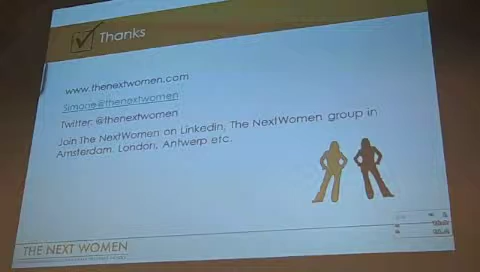 Thanks
www.thenextwomen.com
Simone@thenextwomen
Twitter: @thenextwomen
Join The NextWomen on Linkedin, The NextWomen group in
Amsterdam, London, Antwerp etc.
THE NEXT WOMEN